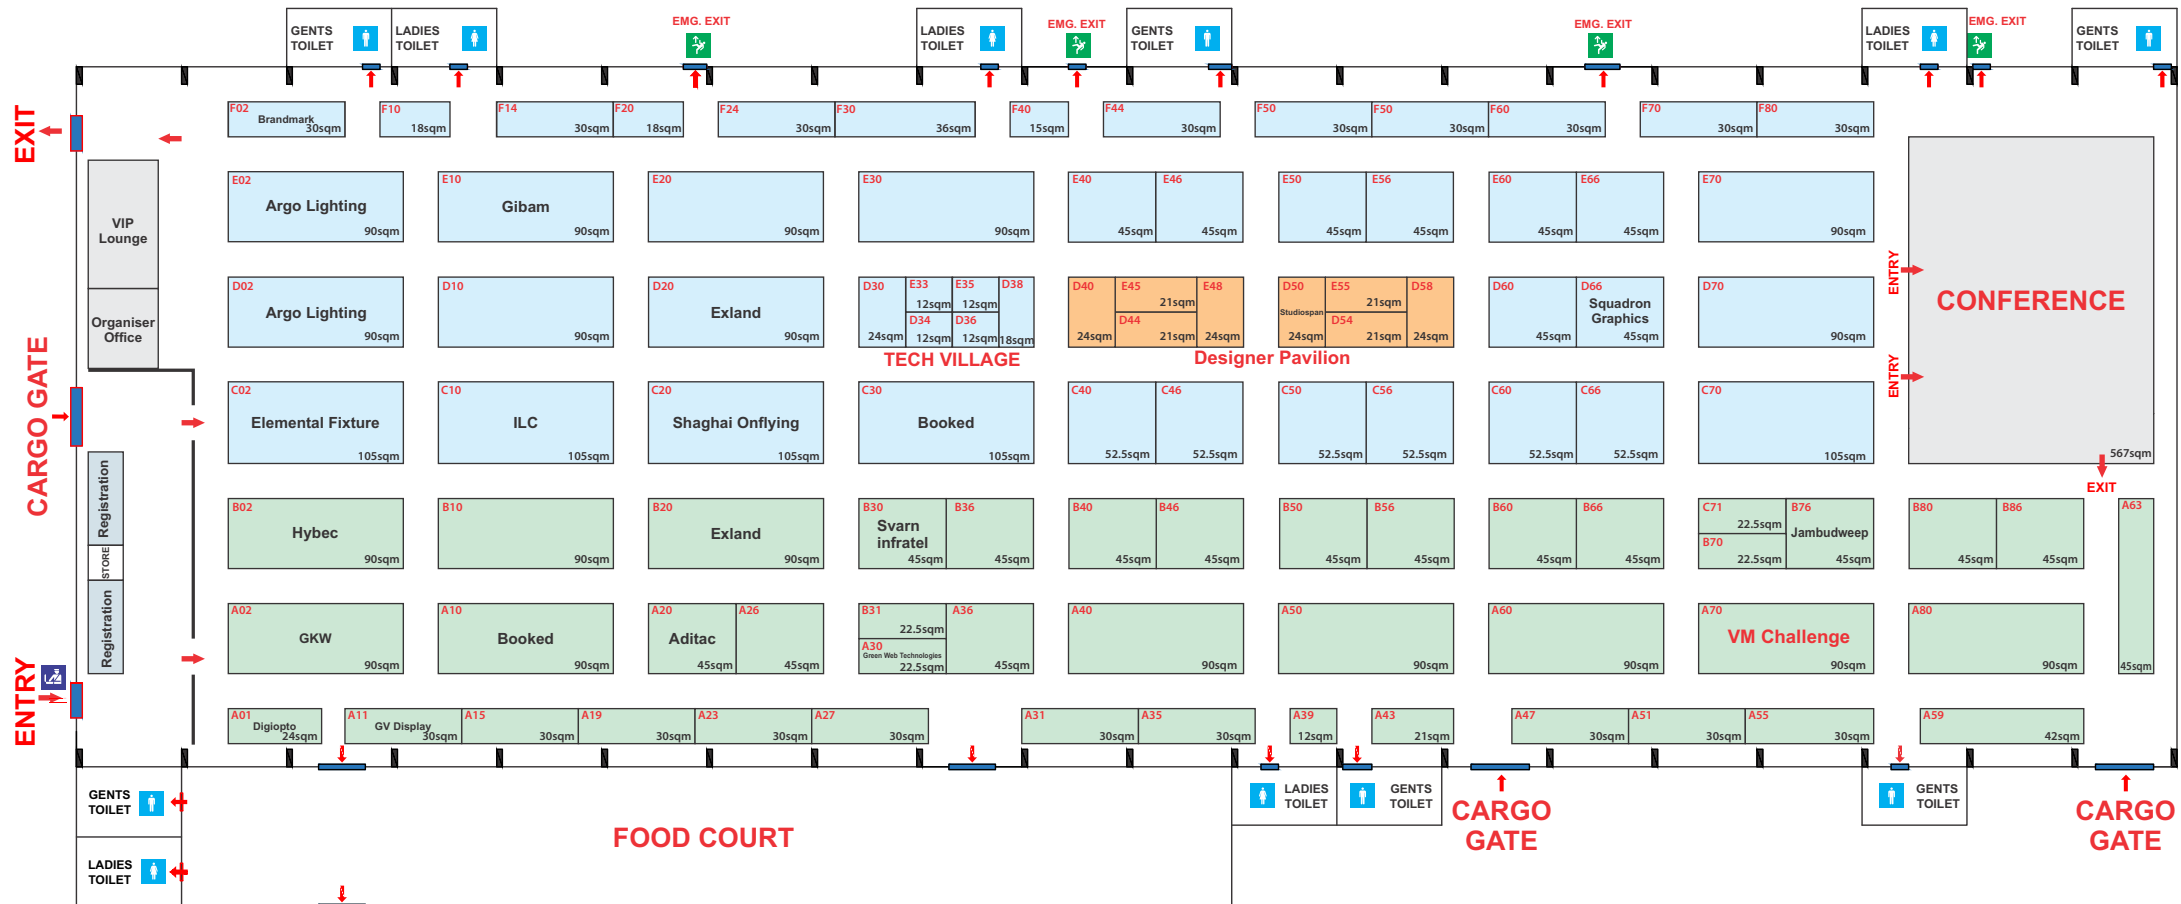 GENTS
TOILET
LADIES
TOILET
EMG. EXIT
LADIES
TOILET
EMG. EXIT
GENTS
TOILET
EMG. EXIT
LADIES
TOILET
EMG. EXIT
GENTS
TOILET
EXIT
F02
Brandmark
30sqm
F10
18sqm
F14
30sqm
F20
18sqm
F24
30sqm
F30
36sqm
F40
15sqm
F44
30sqm
F50
30sqm
F50
30sqm
F60
30sqm
F70
30sqm
F80
30sqm
VIP
Lounge
Organiser
Office
E02
Argo Lighting
90sqm
E10
Gibam
90sqm
E20
90sqm
E30
90sqm
E40
45sqm
E46
45sqm
E50
45sqm
E56
45sqm
E60
45sqm
E66
45sqm
E70
90sqm
D02
Argo Lighting
90sqm
D10
90sqm
D20
Exland
90sqm
D30
24sqm
E33
12sqm
E35
12sqm
D34
12sqm
D36
12sqm
D38
18sqm
TECH VILLAGE
D40
24sqm
E45
21sqm
D44
21sqm
E48
24sqm
Designer Pavilion
D50
Studiospan
24sqm
E55
21sqm
D54
21sqm
D58
24sqm
D60
45sqm
D66
Squadron
Graphics
45sqm
D70
90sqm
ENTRY
ENTRY
CONFERENCE
567sqm
EXIT
CARGO GATE
C02
Elemental Fixture
105sqm
C10
ILC
105sqm
C20
Shaghai Onflying
105sqm
C30
Booked
105sqm
C40
52.5sqm
C46
52.5sqm
C50
52.5sqm
C56
52.5sqm
C60
52.5sqm
C66
52.5sqm
C70
105sqm
Registration
STORE
Registration
B02
Hybec
90sqm
B10
90sqm
B20
Exland
90sqm
B30
Svarn
infratel
45sqm
B36
45sqm
B40
45sqm
B46
45sqm
B50
45sqm
B56
45sqm
B60
45sqm
B66
45sqm
C71
22.5sqm
B70
22.5sqm
B76
Jambudweep
45sqm
B80
45sqm
B86
45sqm
A63
45sqm
ENTRY
A02
GKW
90sqm
A10
Booked
90sqm
A20
Aditac
45sqm
A26
45sqm
B31
22.5sqm
A30
Green Web Technologies
22.5sqm
A36
45sqm
A40
90sqm
A50
90sqm
A60
90sqm
A70
VM Challenge
90sqm
A80
90sqm
A01
Digiopto
24sqm
A11
GV Display
30sqm
A15
30sqm
A19
30sqm
A23
30sqm
A27
30sqm
A31
30sqm
A35
30sqm
A39
12sqm
A43
21sqm
A47
30sqm
A51
30sqm
A55
30sqm
A59
42sqm
GENTS
TOILET
LADIES
TOILET
FOOD COURT
LADIES
TOILET
GENTS
TOILET
CARGO
GATE
GENTS
TOILET
CARGO
GATE